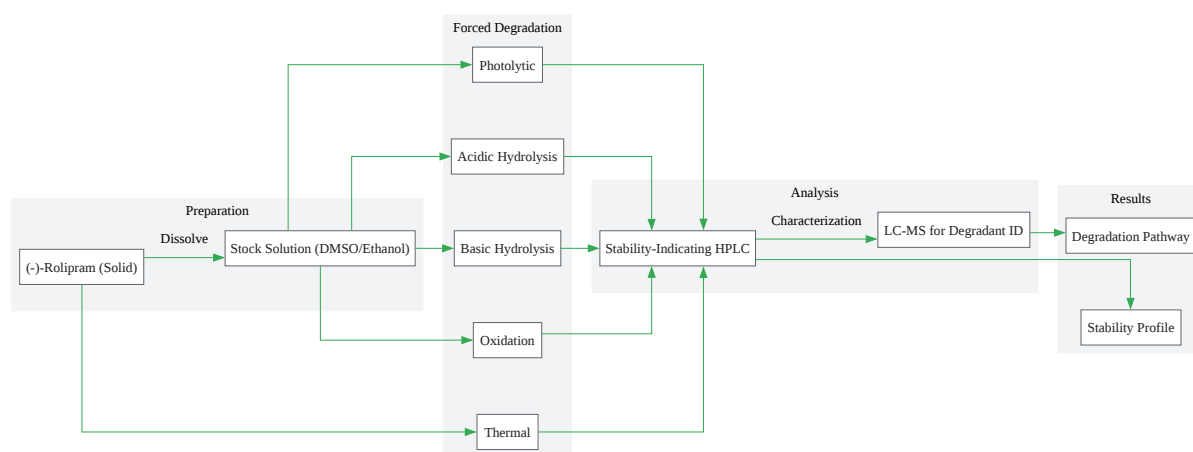 Forced Degradation
Photolytic
Acidic Hydrolysis
Basic Hydrolysis
Oxidation
Thermal
Preparation
Dissolve
(-)-Rolipram (Solid)
Stock Solution (DMSO/Ethanol)
Analysis
Characterization
Stability-Indicating HPLC
LC-MS for Degradant ID
Results
Degradation Pathway
Stability Profile